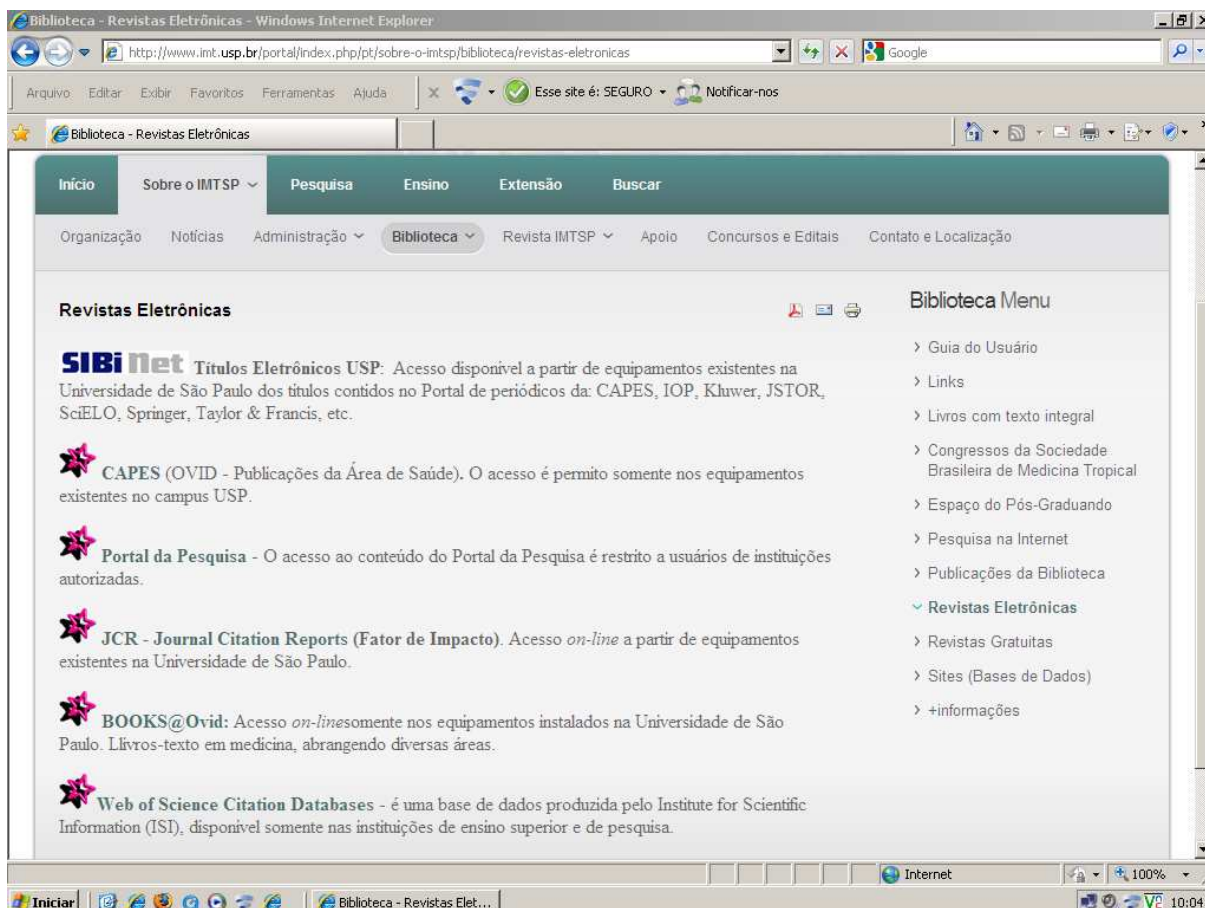 Biblioteca - Revistas Eletrônicas - Windows Internet Explorer
http://www.imt.usp.br/portal/index.php/pt/sobre-o-imtsp/biblioteca/revistas-eletronicas
Google
Arquivo Editar Exibir Favoritos Ferramentas Ajuda
Esse site é: SEGURO
Notificar-nos
Biblioteca - Revistas Eletrônicas
Início Sobre o IMTSP Pesquisa Ensino Extensão Buscar
Organização Notícias Administração Biblioteca Revista IMTSP Apoio Concursos e Editais Contato e Localização
Revistas Eletrônicas
SIBi net Títulos Eletrônicos USP: Acesso disponivel a partir de equipamentos existentes na
Universidade de São Paulo dos títulos contidos no Portal de periódicos da: CAPES, IOP, Kluwer, JSTOR,
SciELO, Springer, Taylor & Francis, etc.
CAPES (OVID - Publicações da Área de Saúde). O acesso é permito somente nos equipamentos
existentes no campus USP.
Portal da Pesquisa - O acesso ao conteúdo do Portal da Pesquisa é restrito a usuários de instituições
autorizadas.
JCR - Journal Citation Reports (Fator de Impacto). Acesso on-line a partir de equipamentos
existentes na Universidade de São Paulo.
BOOKS@Ovid: Acesso on-linesomente nos equipamentos instalados na Universidade de São
Paulo. Llivros-texto em medicina, abrangendo diversas áreas.
Web of Science Citation Databases - é uma base de dados produzida pelo Institute for Scientific
Information (ISI), disponivel somente nas instituições de ensino superior e de pesquisa.
Biblioteca Menu
Guia do Usuário
Links
Livros com texto integral
Congressos da Sociedade
Brasileira de Medicina Tropical
Espaço do Pós-Graduando
Pesquisa na Internet
Publicações da Biblioteca
Revistas Eletrônicas
Revistas Gratuitas
Sites (Bases de Dados)
+informações
Internet
100%
Iniciar
Biblioteca - Revistas Elet...
10:04